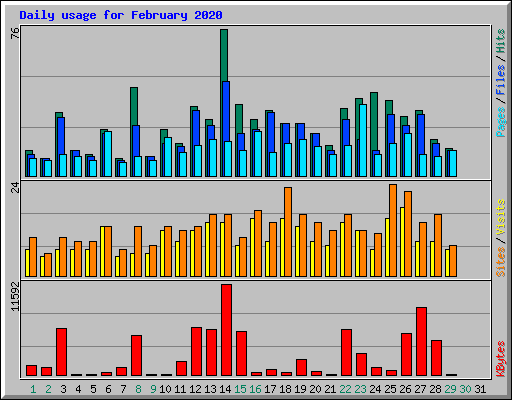 Daily usage for February 2020
76
24
11592
Pages / Files / Hits
Sites / Visits
KBytes
1 2 3 4 5 6 7 8 9 10 11 12 13 14 15 16 17 18 19 20 21 22 23 24 25 26 27 28 29 30 31